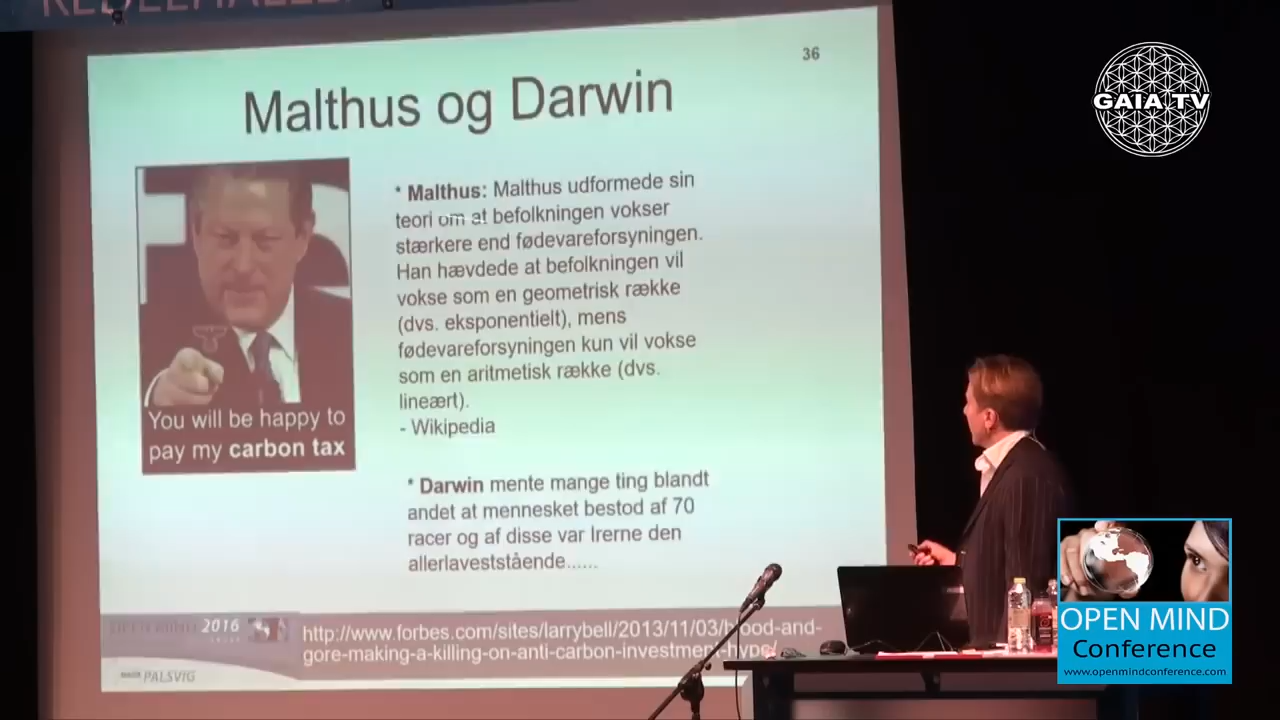 36
GAIA TV
Malthus og Darwin
* Malthus: Malthus udformede sin
teori om at befolkningen vokser
stærkere end fødevareforsyningen.
Han hævdede at befolkningen vil
vokse som en geometrisk række
(dvs. eksponentielt), mens
fødevareforsyningen kun vil vokse
som en aritmetisk række (dvs.
lineært).
- Wikipedia
You will be happy to
pay my carbon tax
* Darwin mente mange ting blandt
andet at mennesket bestod af 70
racer og af disse var Irerne den
allerlaveststående......
OPEN MIND 2016
http://www.forbes.com/sites/larrybell/2013/11/03/blood-and-
gore-making-a-killing-on-anti-carbon-investment-hype/
PALSVIG
OPEN MIND
Conference
www.openmindconference.com